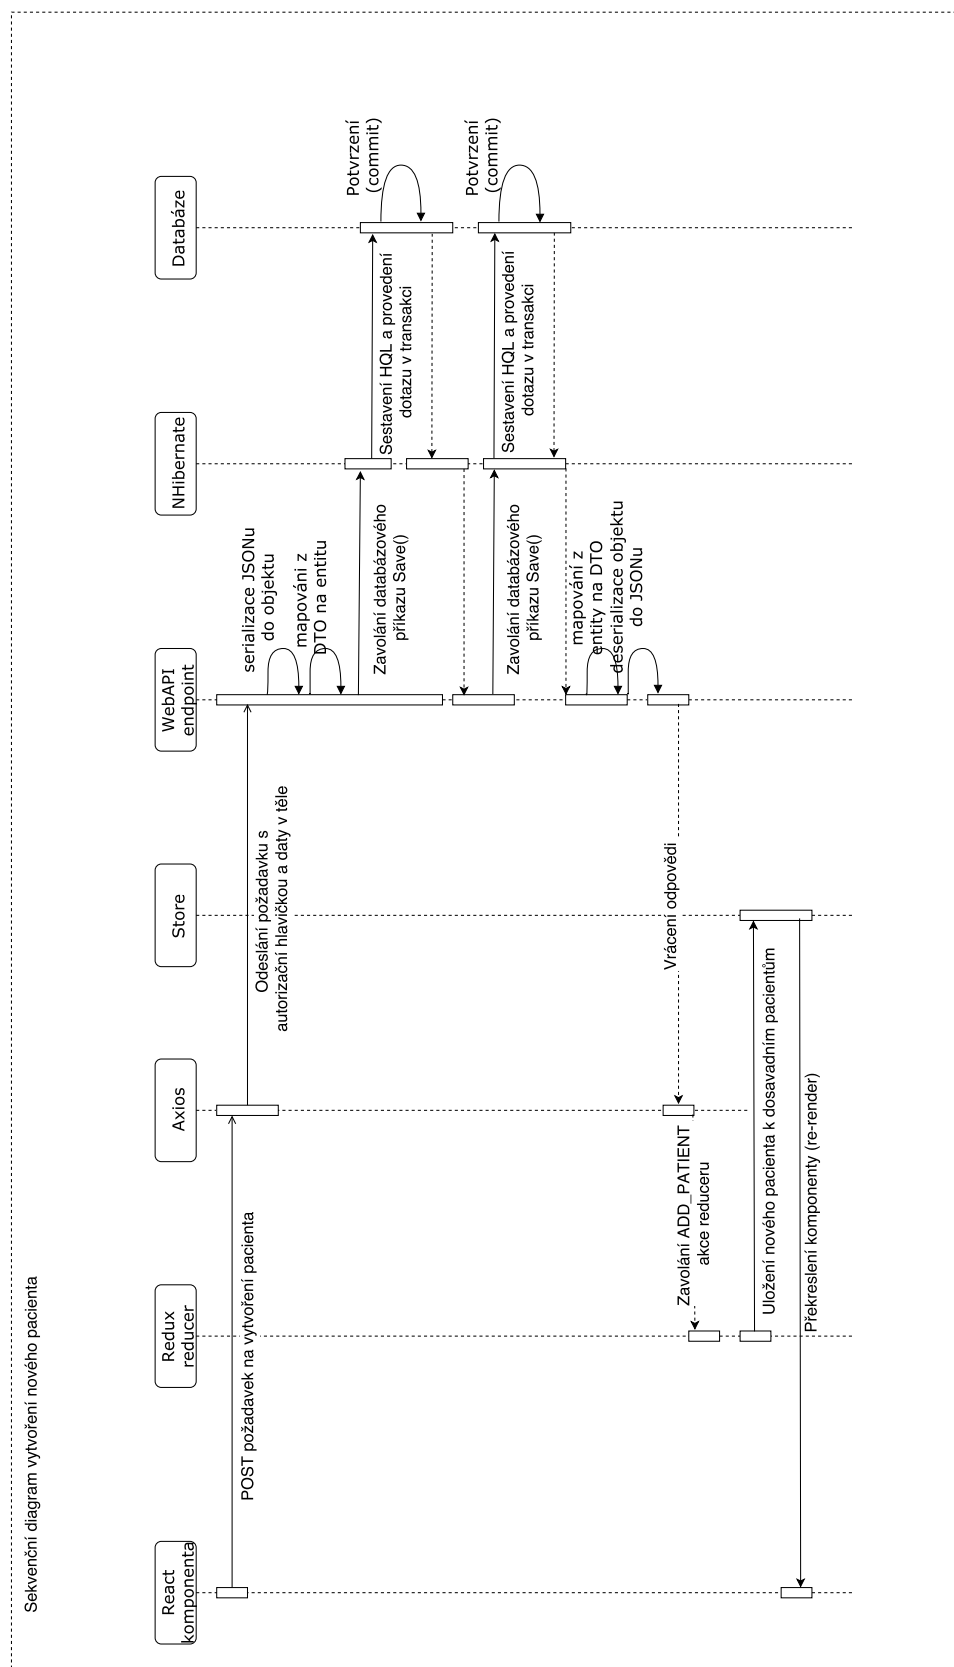 Sekvenční diagram vytvoření nového pacienta
React
komponenta
Redux
reducer
Axios
Store
WebAPI
endpoint
NHibernate
Databáze
POST požadavek na vytvoření pacienta
Odeslání požadavku s
autorizační hlavičkou a daty v těle
serializace JSONu
do objektu
mapování z
DTO na entitu
Zavolání databázového
příkazu Save()
Sestavení HQL a provedení
dotazu v transakci
Potvrzení
(commit)
Zavolání databázového
příkazu Save()
Sestavení HQL a provedení
dotazu v transakci
Potvrzení
(commit)
mapování z
entity na DTO
deserializace objektu
do JSONu
Vrácení odpovědi
Zavolání ADD_PATIENT
akce reduceru
Uložení nového pacienta k dosavadním pacientům
Překreslení komponenty (re-render)